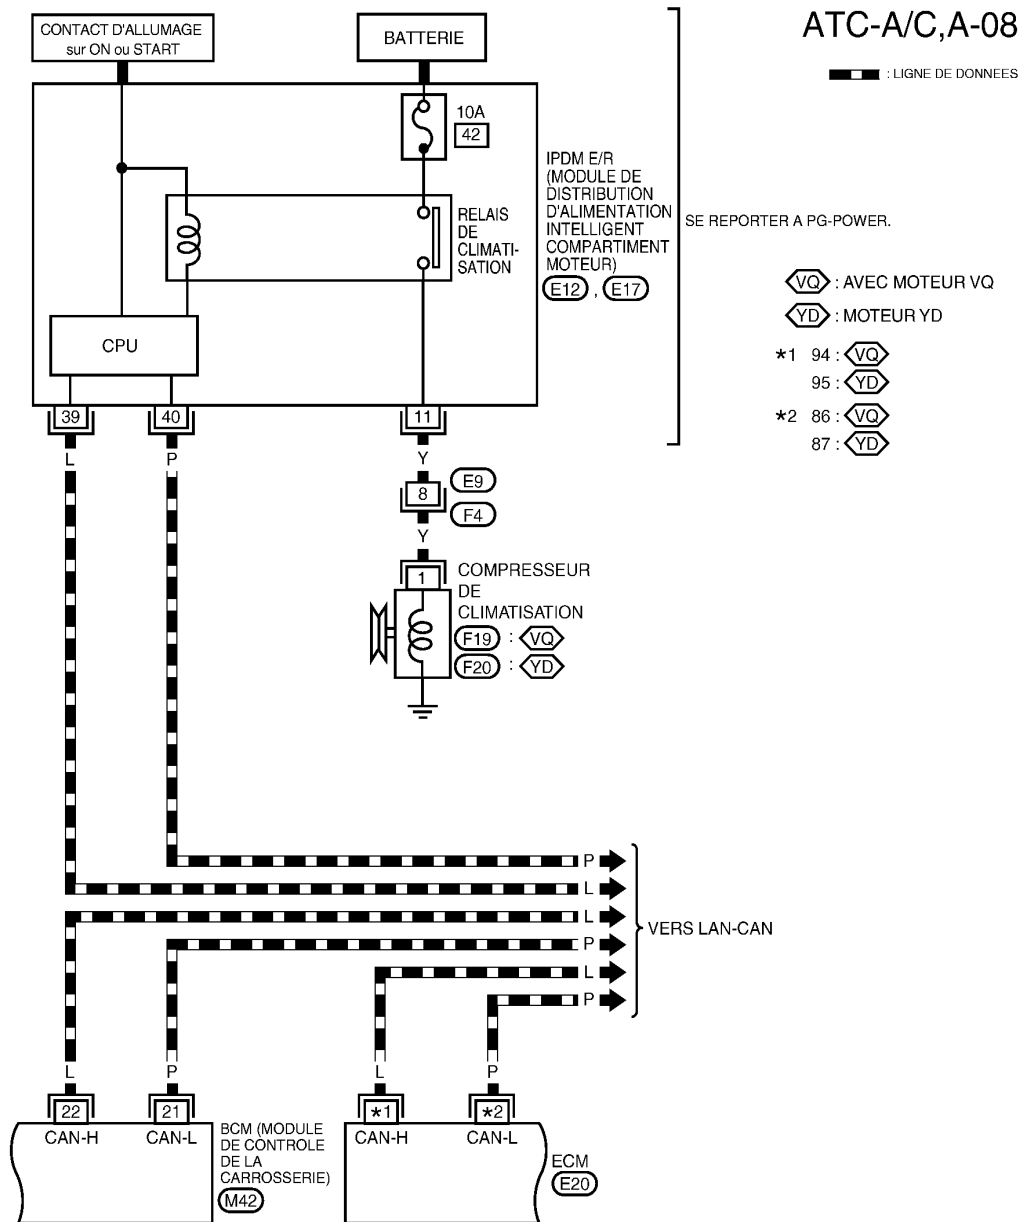 CONTACT D'ALLUMAGE
sur ON ou START
BATTERIE
ATC-A/C,A-08
: LIGNE DE DONNEES
10A
42
IPDM E/R
(MODULE DE
DISTRIBUTION
D'ALIMENTATION
INTELLIGENT
COMPARTIMENT
MOTEUR)
E12 , E17
SE REPORTER A PG-POWER.
RELAIS
DE
CLIMATI-
SATION
CPU
VQ : AVEC MOTEUR VQ
YD : MOTEUR YD
*1 94 : VQ
95 : YD
*2 86 : VQ
87 : YD
39 40 11
L P Y
8
E9
F4
Y
1
COMPRESSEUR
DE
CLIMATISATION
F19 : VQ
F20 : YD
P
L
L
P
L
P
VERS LAN-CAN
L P L P
22 21 *1 *2
CAN-H CAN-L CAN-H CAN-L
BCM (MODULE
DE CONTROLE
DE LA
CARROSSERIE)
M42
ECM
E20